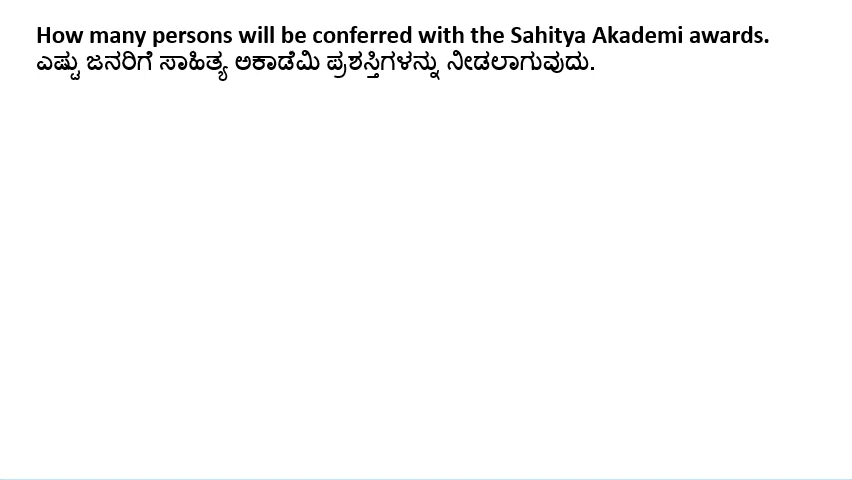 How many persons will be conferred with the Sahitya Akademi awards.
ಎಷ್ಟು ಜನರಿಗೆ ಸಾಹಿತ್ಯ ಅಕಾಡೆಮಿ ಪ್ರಶಸ್ತಿಗಳನ್ನು ನೀಡಲಾಗುವುದು.